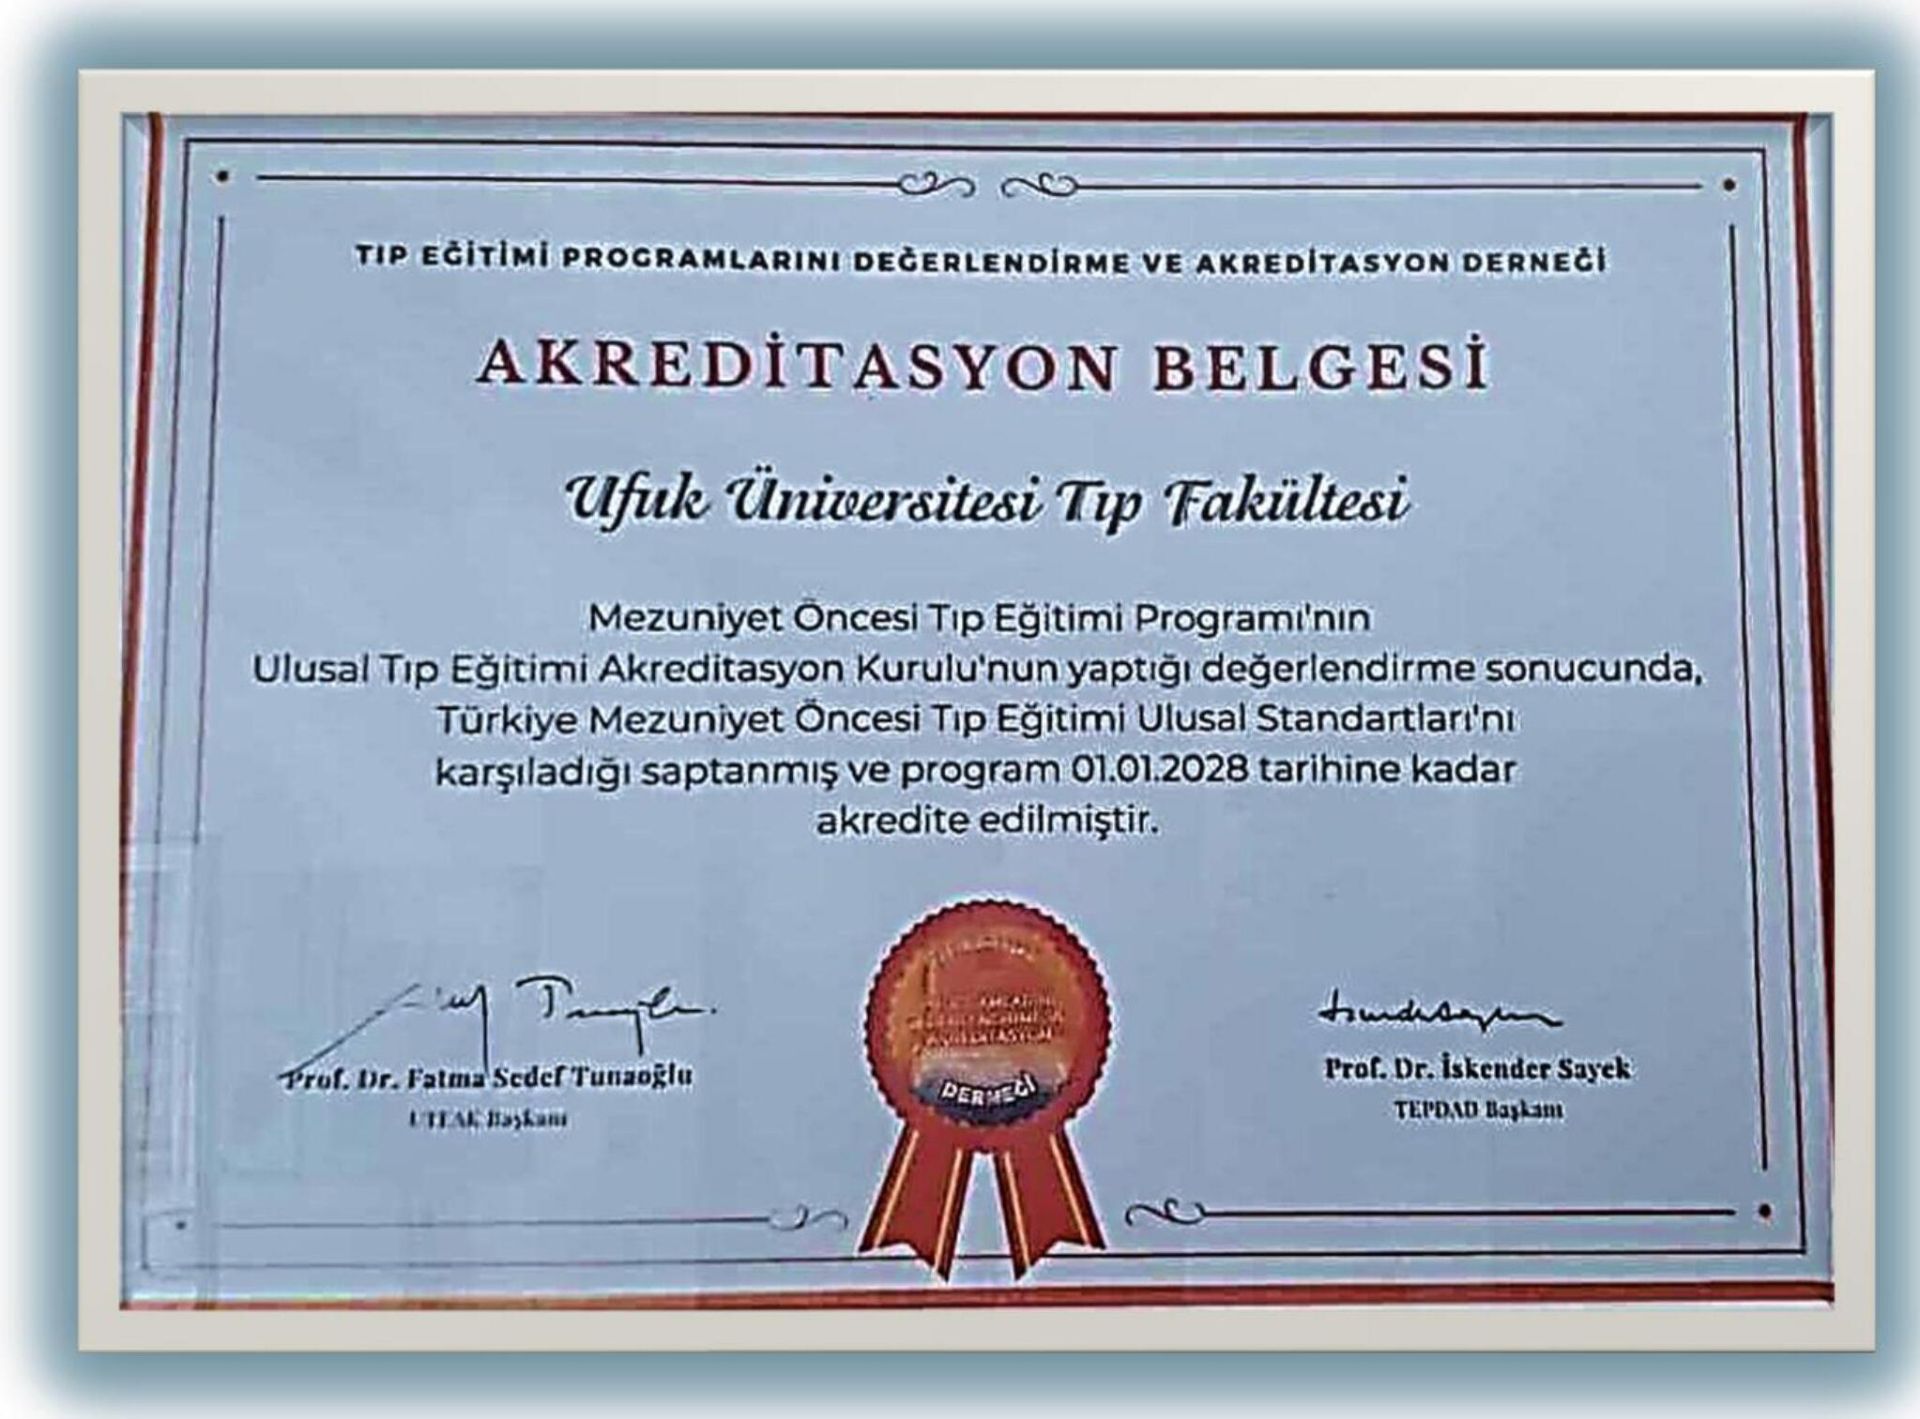 TIP EĞİTİMİ PROGRAMLARINI DEĞERLENDİRME VE AKREDİTASYON DERNEĞİ
AKREDİTASYON BELGESİ
Ufuk Üniversitesi Tıp Fakültesi
Mezuniyet Öncesi Tıp Eğitimi Programı'nın
Ulusal Tıp Eğitimi Akreditasyon Kurulu'nun yaptığı değerlendirme sonucunda,
Türkiye Mezuniyet Öncesi Tıp Eğitimi Ulusal Standartları'nı
karşıladığı saptanmış ve program 01.01.2028 tarihine kadar
akredite edilmiştir.
DERNEĞİ
Prof. Dr. Fatma Sedef Tunaoğlu
UTEAK Başkanı
Prof. Dr. İskender Sayek
TEPDAD Başkanı